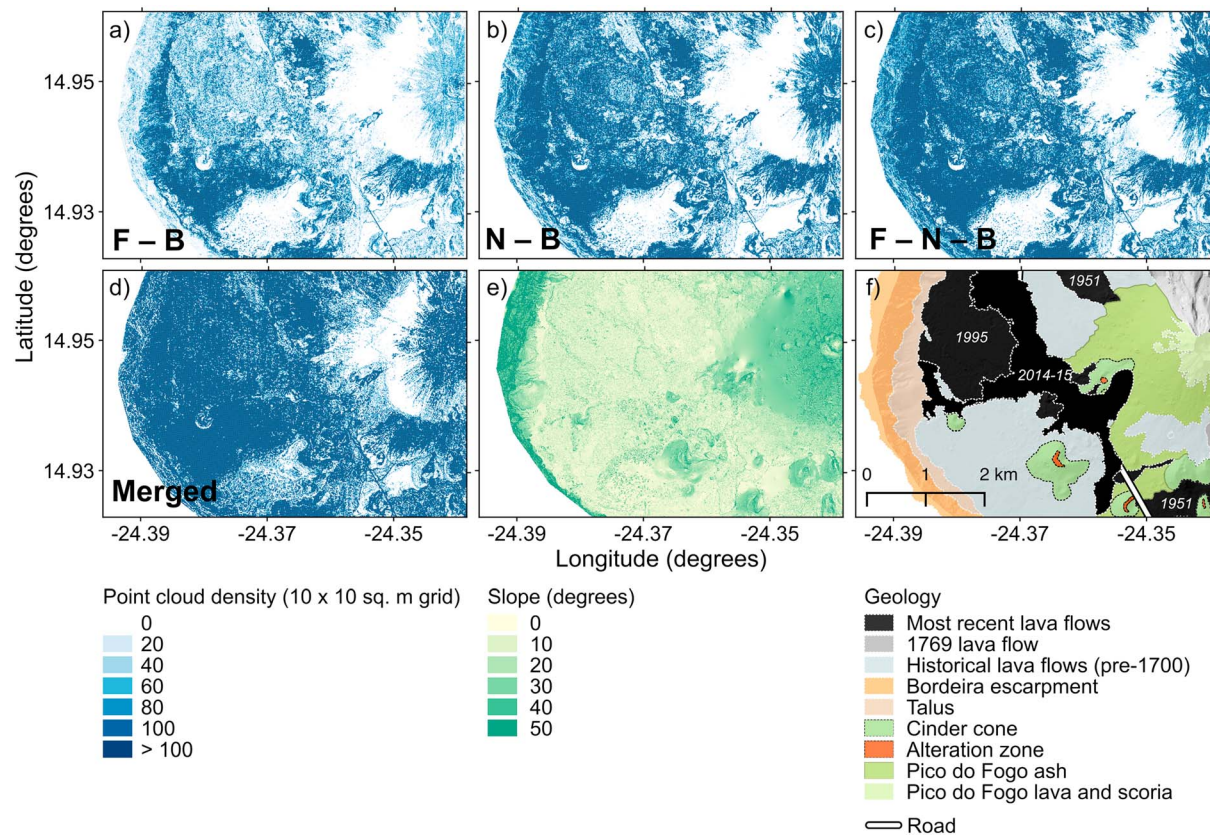 a)
b)
c)
14.95
14.93
F – B
N – B
F – N – B
Latitude (degrees)
d)
e)
f)
1951
1995
2014-15
14.95
14.93
Merged
0 1 2 km
1951
-24.39 -24.37 -24.35
-24.39 -24.37 -24.35
-24.39 -24.37 -24.35
Longitude (degrees)
Point cloud density (10 x 10 sq. m grid)
0
20
40
60
80
100
> 100
Slope (degrees)
0
10
20
30
40
50
Geology
Most recent lava flows
1769 lava flow
Historical lava flows (pre-1700)
Bordeira escarpment
Talus
Cinder cone
Alteration zone
Pico do Fogo ash
Pico do Fogo lava and scoria
Road